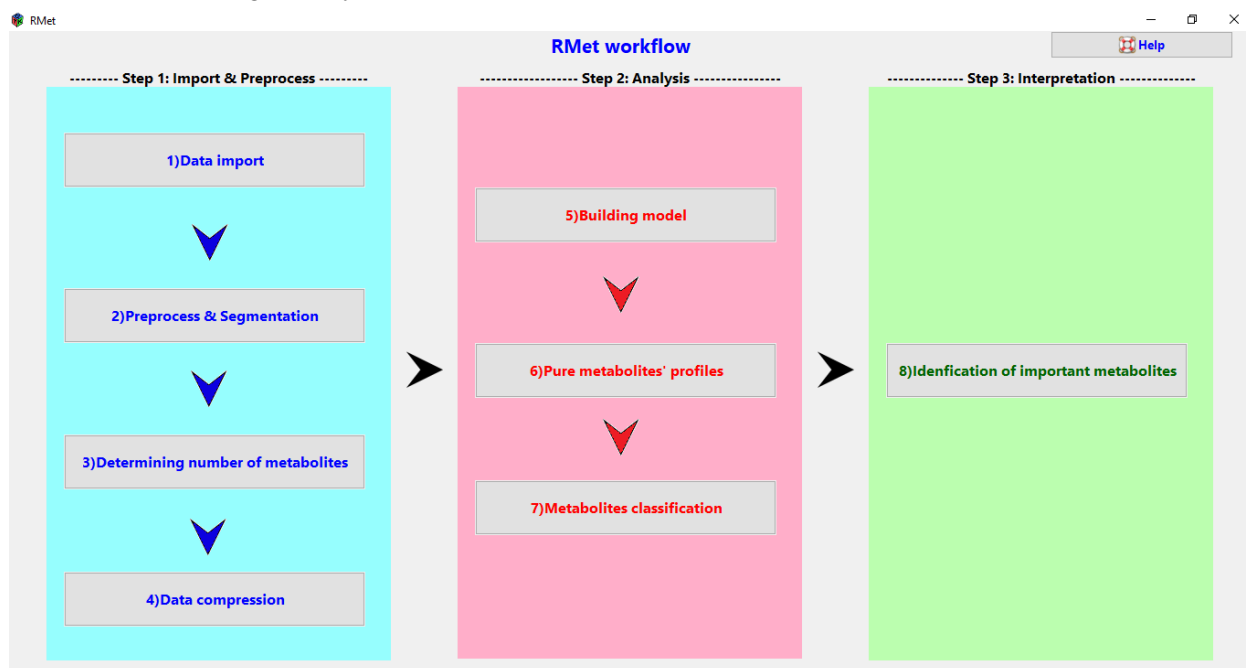 RMet
RMet workflow
Help
--------- Step 1: Import & Preprocess ---------
1)Data import
2)Preprocess & Segmentation
3)Determining number of metabolites
4)Data compression
----------------- Step 2: Analysis ---------------
5)Building model
6)Pure metabolites' profiles
7)Metabolites classification
------------- Step 3: Interpretation -------------
8)Idenfication of important metabolites